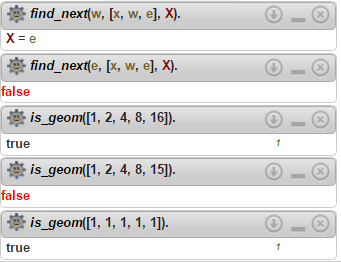 find_next(w, [x, w, e], X).
X = e
find_next(e, [x, w, e], X).
false
is_geom([1, 2, 4, 8, 16]).
true 1
is_geom([1, 2, 4, 8, 15]).
false
is_geom([1, 1, 1, 1, 1]).
true 1